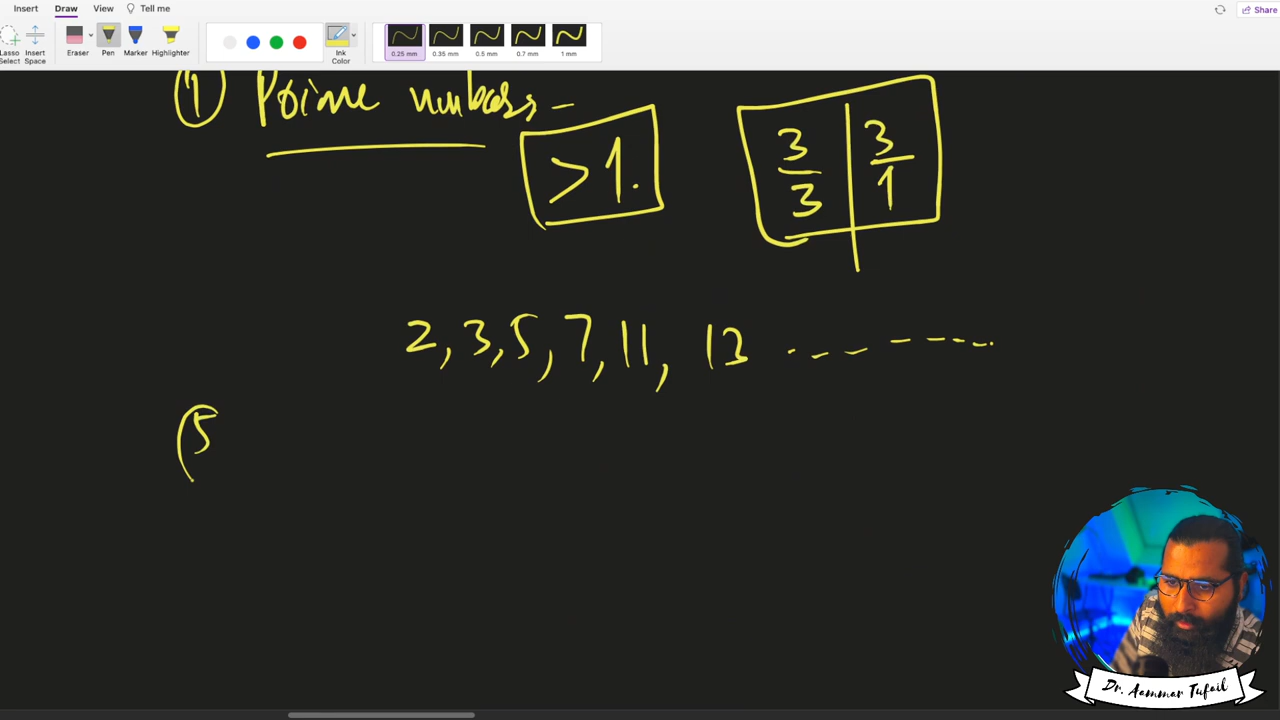 Insert Draw View Tell me Share
Lasso Select Insert Space Eraser Pen Marker Highlighter Ink Color 0.25 mm 0.35 mm 0.5 mm 0.7 mm 1 mm
① Prime numbers -
>1.
3/3 | 3/1
2, 3, 5, 7, 11, 13 ----------
(5
Dr. Aammar Tufail